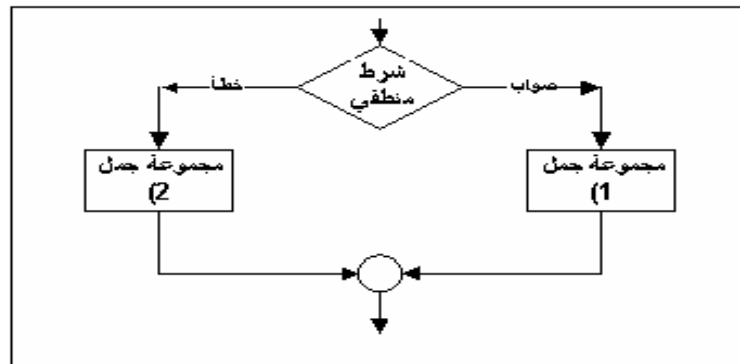 شرط
منطقي
صواب
خطأ
مجموعة جمل
(1
مجموعة جمل
(2